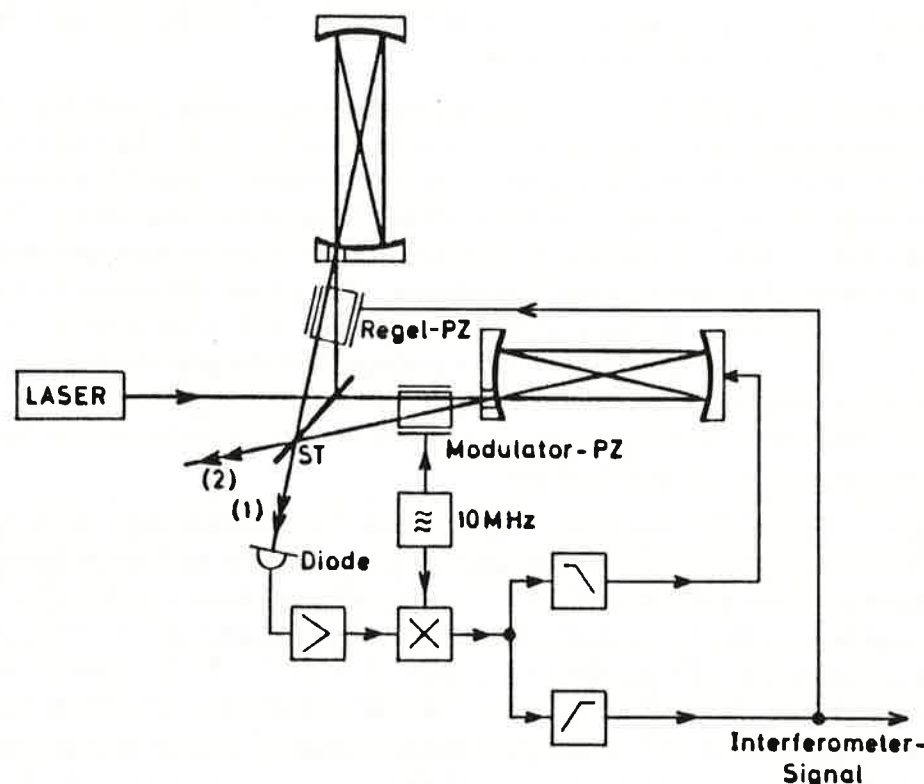 Regel-PZ
LASER
ST
Modulator-PZ
(2)
(1)
10MHz
Diode
Interferometer-
Signal